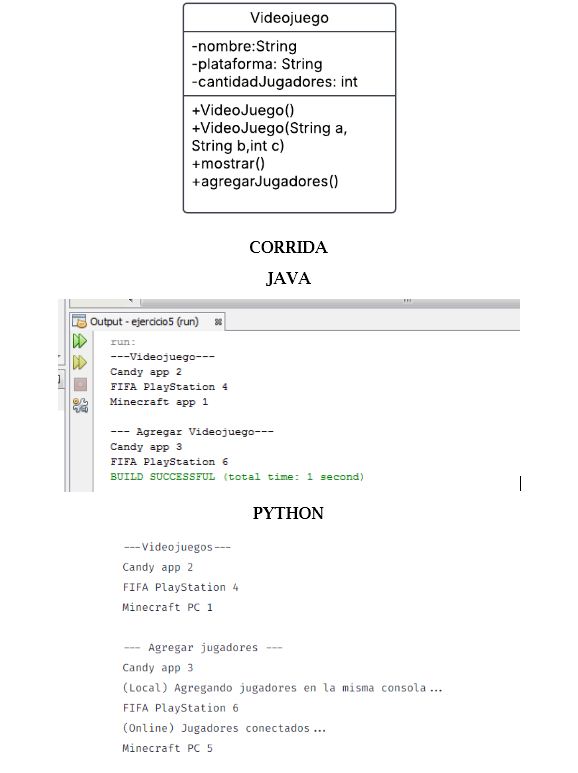 Videojuego
-nombre:String
-plataforma: String
-cantidadJugadores: int
+VideoJuego()
+VideoJuego(String a,
String b,int c)
+mostrar()
+agregarJugadores()
CORRIDA
JAVA
Output - ejercicio5 (run)
run:
---Videojuego---
Candy app 2
FIFA PlayStation 4
Minecraft app 1
--- Agregar Videojuego---
Candy app 3
FIFA PlayStation 6
BUILD SUCCESSFUL (total time: 1 second)
PYTHON
---Videojuegos---
Candy app 2
FIFA PlayStation 4
Minecraft PC 1
--- Agregar jugadores ---
Candy app 3
(Local) Agregando jugadores en la misma consola...
FIFA PlayStation 6
(Online) Jugadores conectados...
Minecraft PC 5